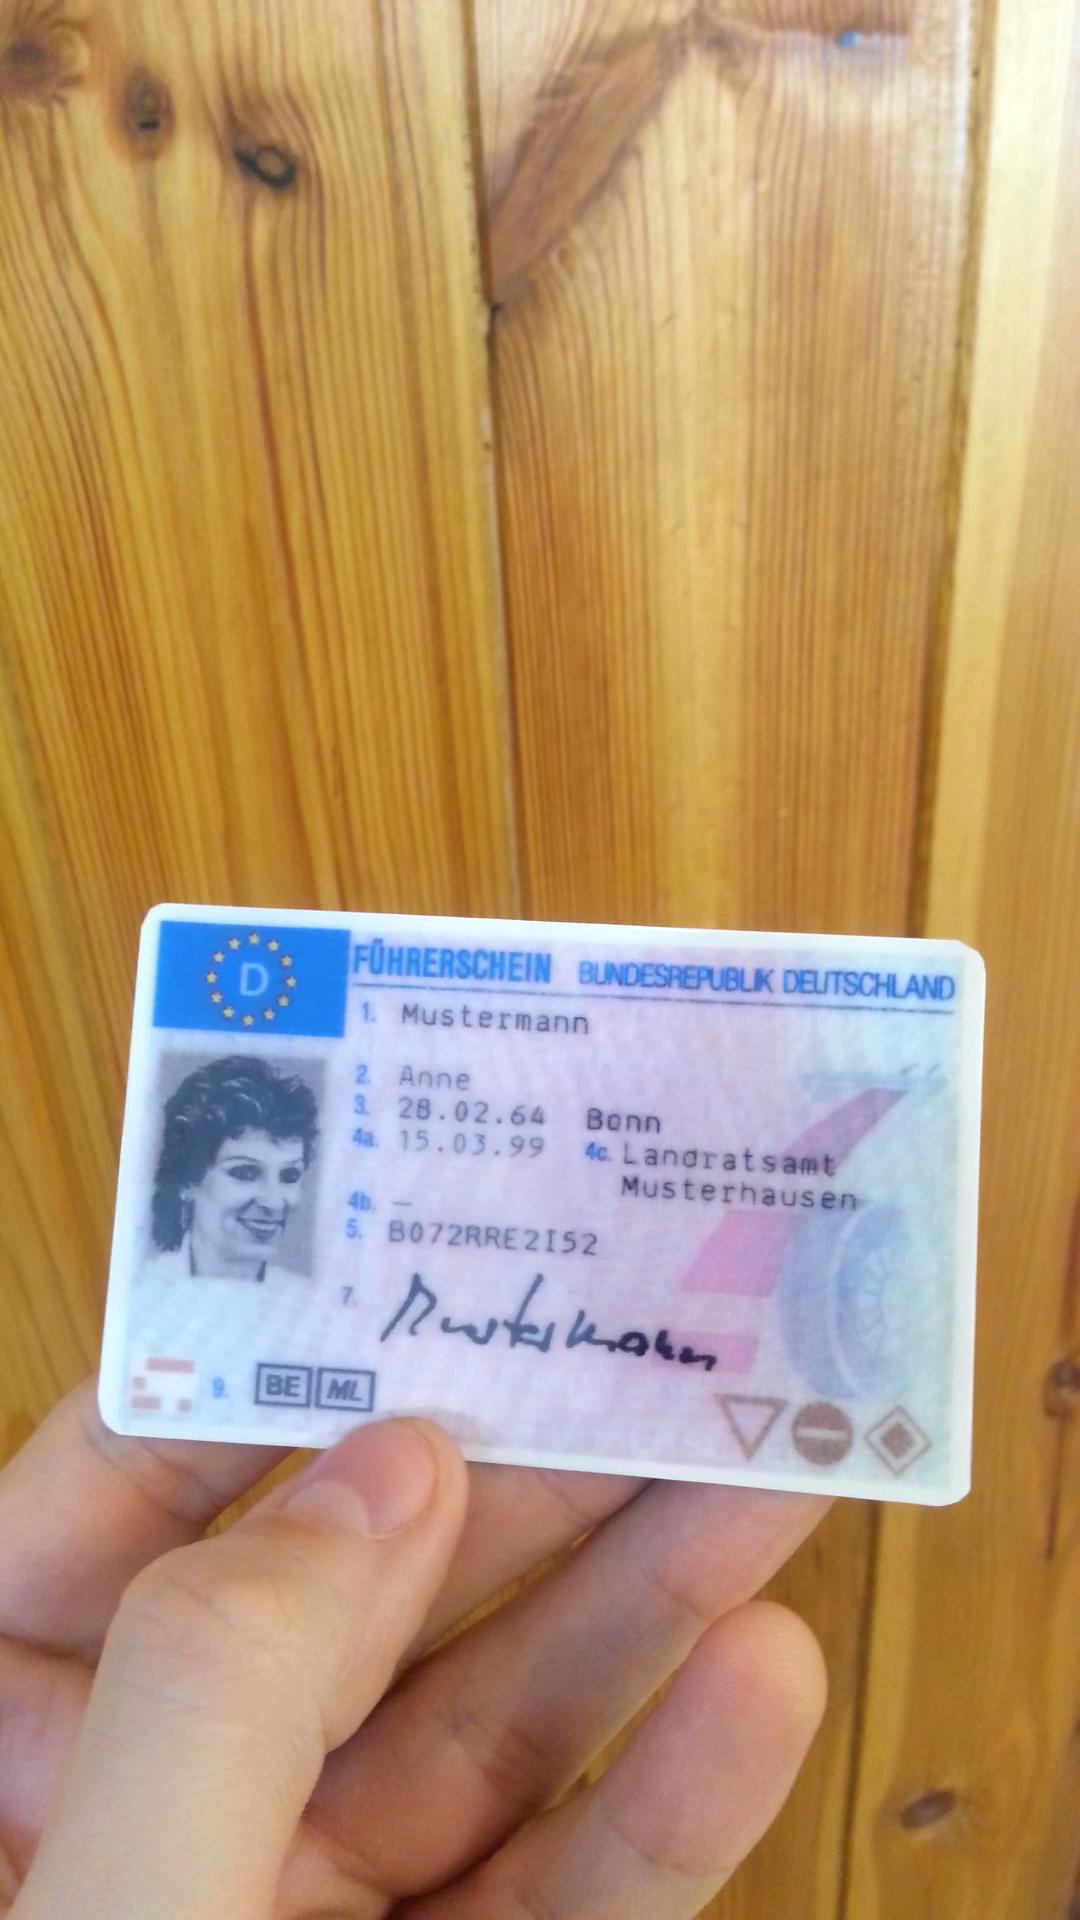 D
FÜHRERSCHEIN BUNDESREPUBLIK DEUTSCHLAND
1. Mustermann
2. Anne
3. 28.02.64 Bonn
4a. 15.03.99 4c. Landratsamt
Musterhausen
4b. –
5. B072RRE2I52
7. Mustermann
9. BE ML